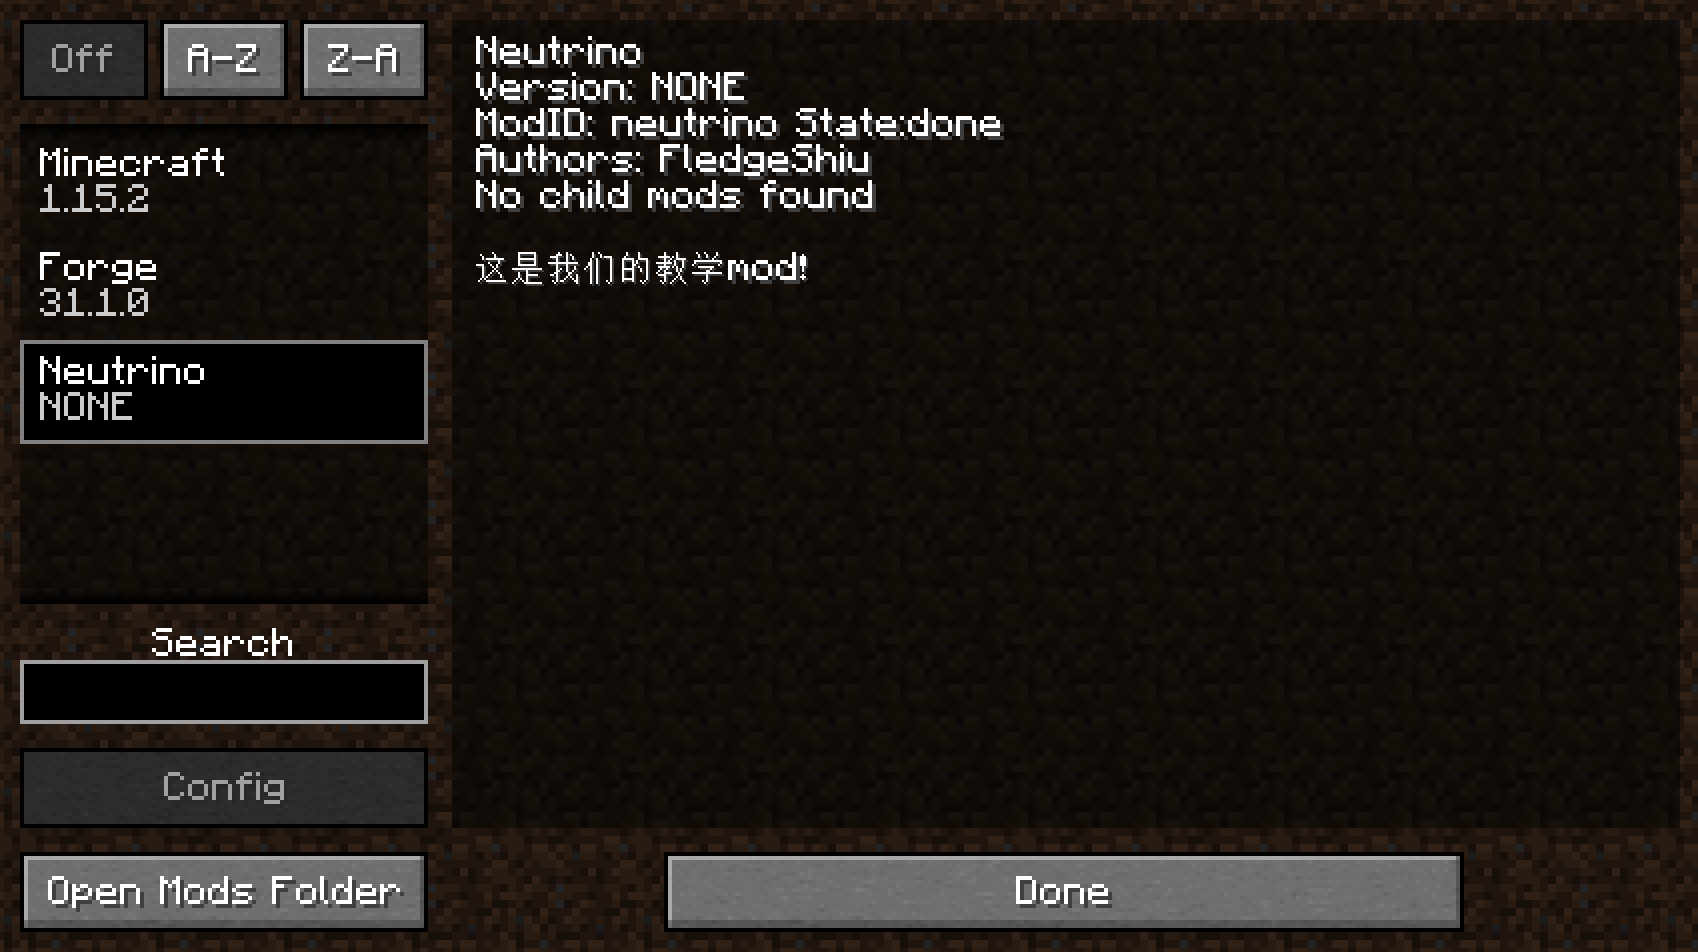 Off A-Z Z-A
Minecraft
1.15.2
Forge
31.1.0
Neutrino
NONE
Search
Config
Open Mods Folder
Neutrino
Version: NONE
ModID: neutrino State:done
Authors: FledgeShiu
No child mods found
这是我们的教学mod!
Done